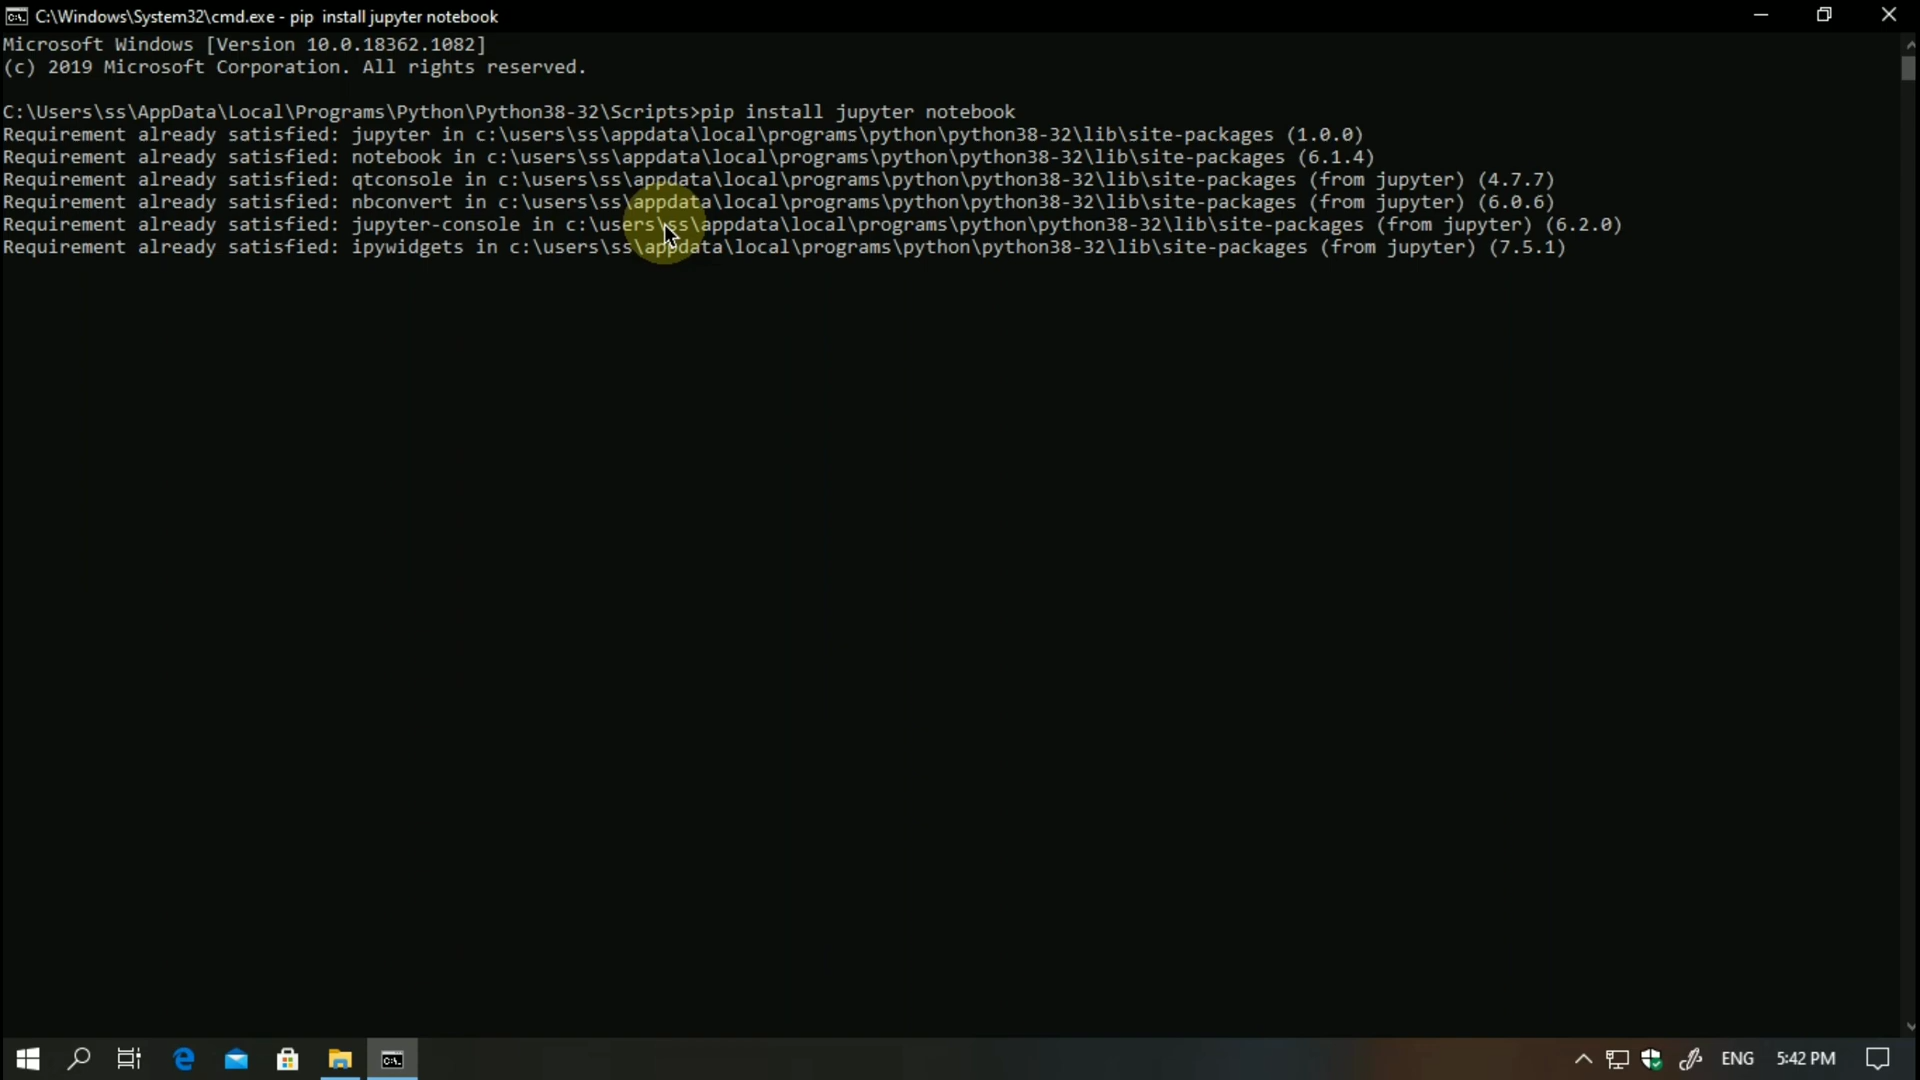 C:\Windows\System32\cmd.exe - pip  install jupyter notebook
Microsoft Windows [Version 10.0.18362.1082]
(c) 2019 Microsoft Corporation. All rights reserved.
C:\Users\ss\AppData\Local\Programs\Python\Python38-32\Scripts>pip install jupyter notebook
Requirement already satisfied: jupyter in c:\users\ss\appdata\local\programs\python\python38-32\lib\site-packages (1.0.0)
Requirement already satisfied: notebook in c:\users\ss\appdata\local\programs\python\python38-32\lib\site-packages (6.1.4)
Requirement already satisfied: qtconsole in c:\users\ss\appdata\local\programs\python\python38-32\lib\site-packages (from jupyter) (4.7.7)
Requirement already satisfied: nbconvert in c:\users\ss\appdata\local\programs\python\python38-32\lib\site-packages (from jupyter) (6.0.6)
Requirement already satisfied: jupyter-console in c:\users\ss\appdata\local\programs\python\python38-32\lib\site-packages (from jupyter) (6.2.0)
Requirement already satisfied: ipywidgets in c:\users\ss\appdata\local\programs\python\python38-32\lib\site-packages (from jupyter) (7.5.1)
ENG 5:42 PM